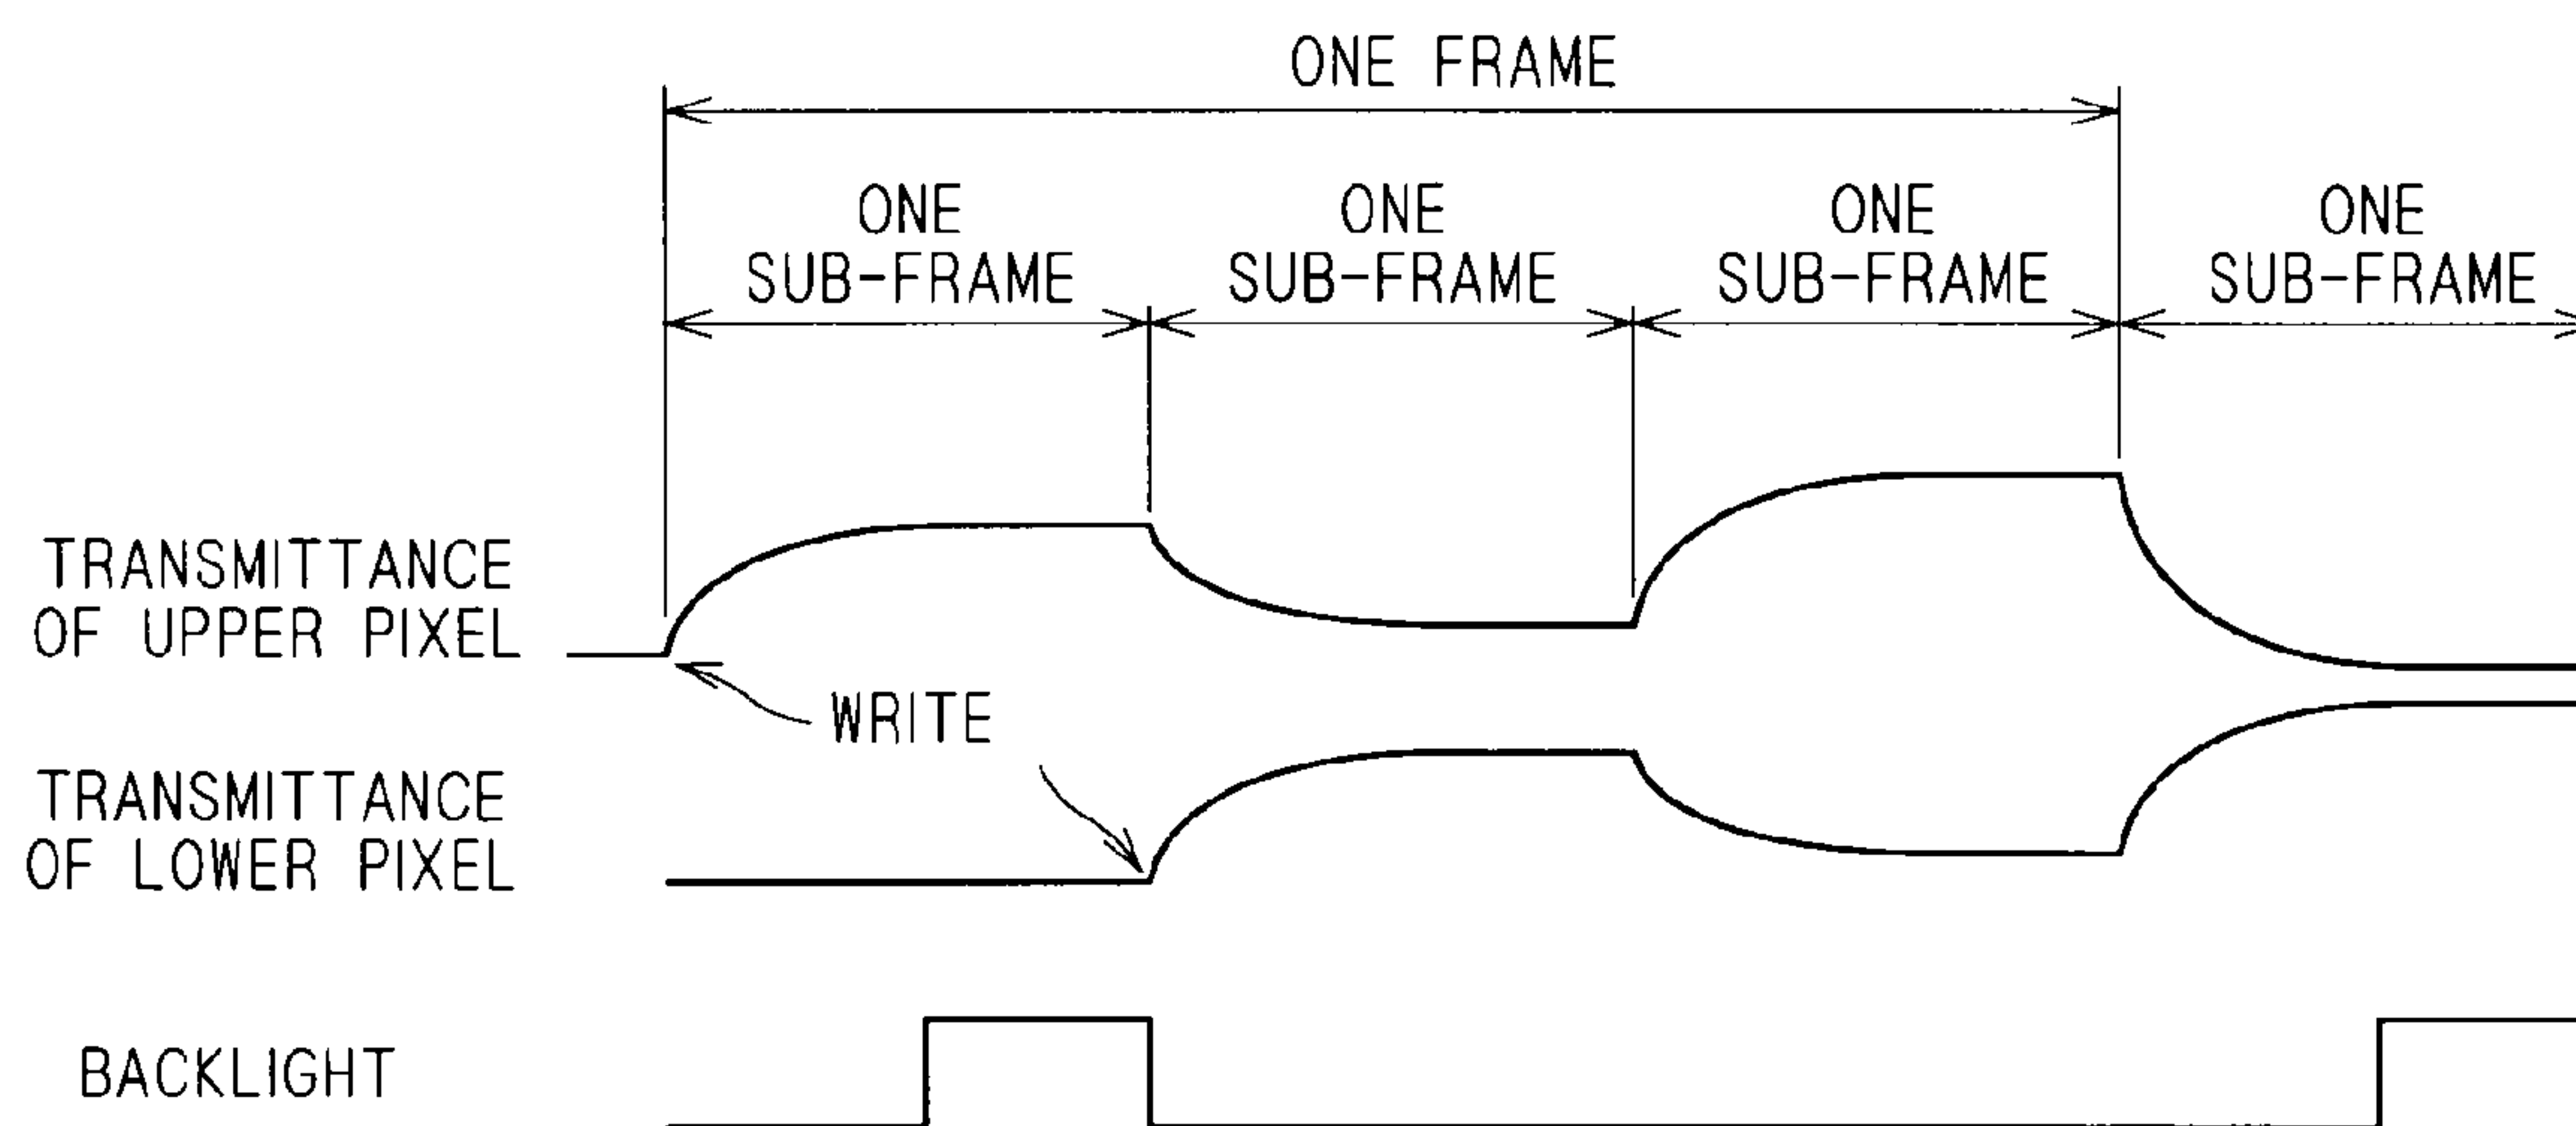 ONE FRAME
ONE
SUB-FRAME
ONE
SUB-FRAME
ONE
SUB-FRAME
ONE
SUB-FRAME
TRANSMITTANCE
OF UPPER PIXEL
WRITE
TRANSMITTANCE
OF LOWER PIXEL
BACKLIGHT